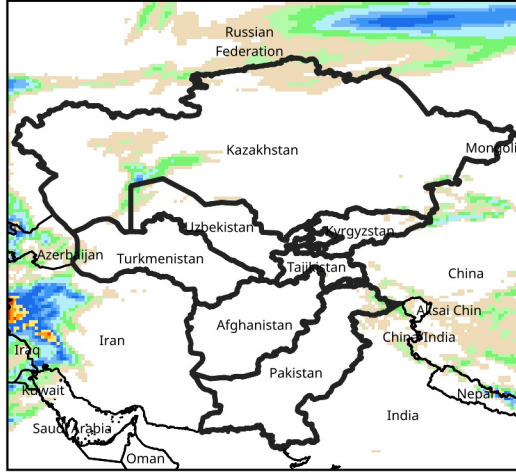 Russian
Federation
Kazakhstan
Mongoli
Uzbekistan
Kyrgyzstan
Azerbaijan
Turkmenistan
Tajikistan
China
Aksai Chin
Afghanistan
China/India
Iran
Iraq
Pakistan
Kuwait
Nepal
India
Saudi Arabia
Oman